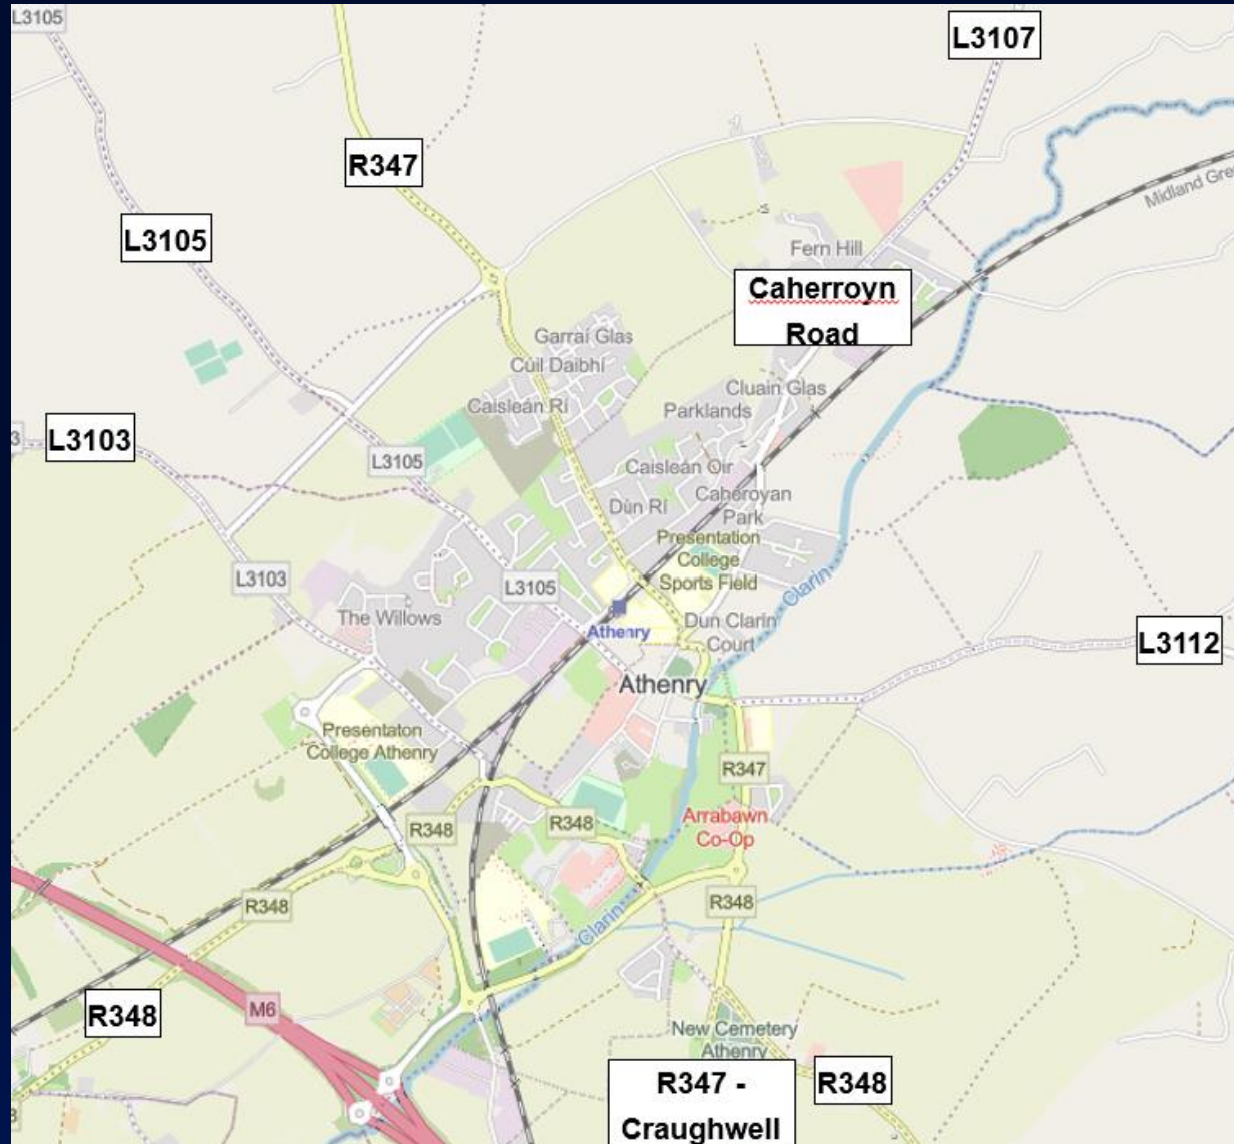 L3105
L3107
R347
Midland Gre
L3105
Fern Hill
Caherroyn
Road
Garraí Glas
Cúil Daibhí
Cluain Glas
Caisleán Rí
Parklands
3
L3103
L3105
Caisleán Oir
Caheroyan
Park
Dún Rí
Presentation
College
Sports Field
L3103
L3105
Clarin
The Willows
Athenry
Dun Clarin
Court
L3112
Athenry
Presentaton
College Athenry
R347
Arrabawn
Co-Op
R348
R348
R348
R348
Clarin
R348
M6
New Cemetery
Athenry
R347 -
Craughwell
R348